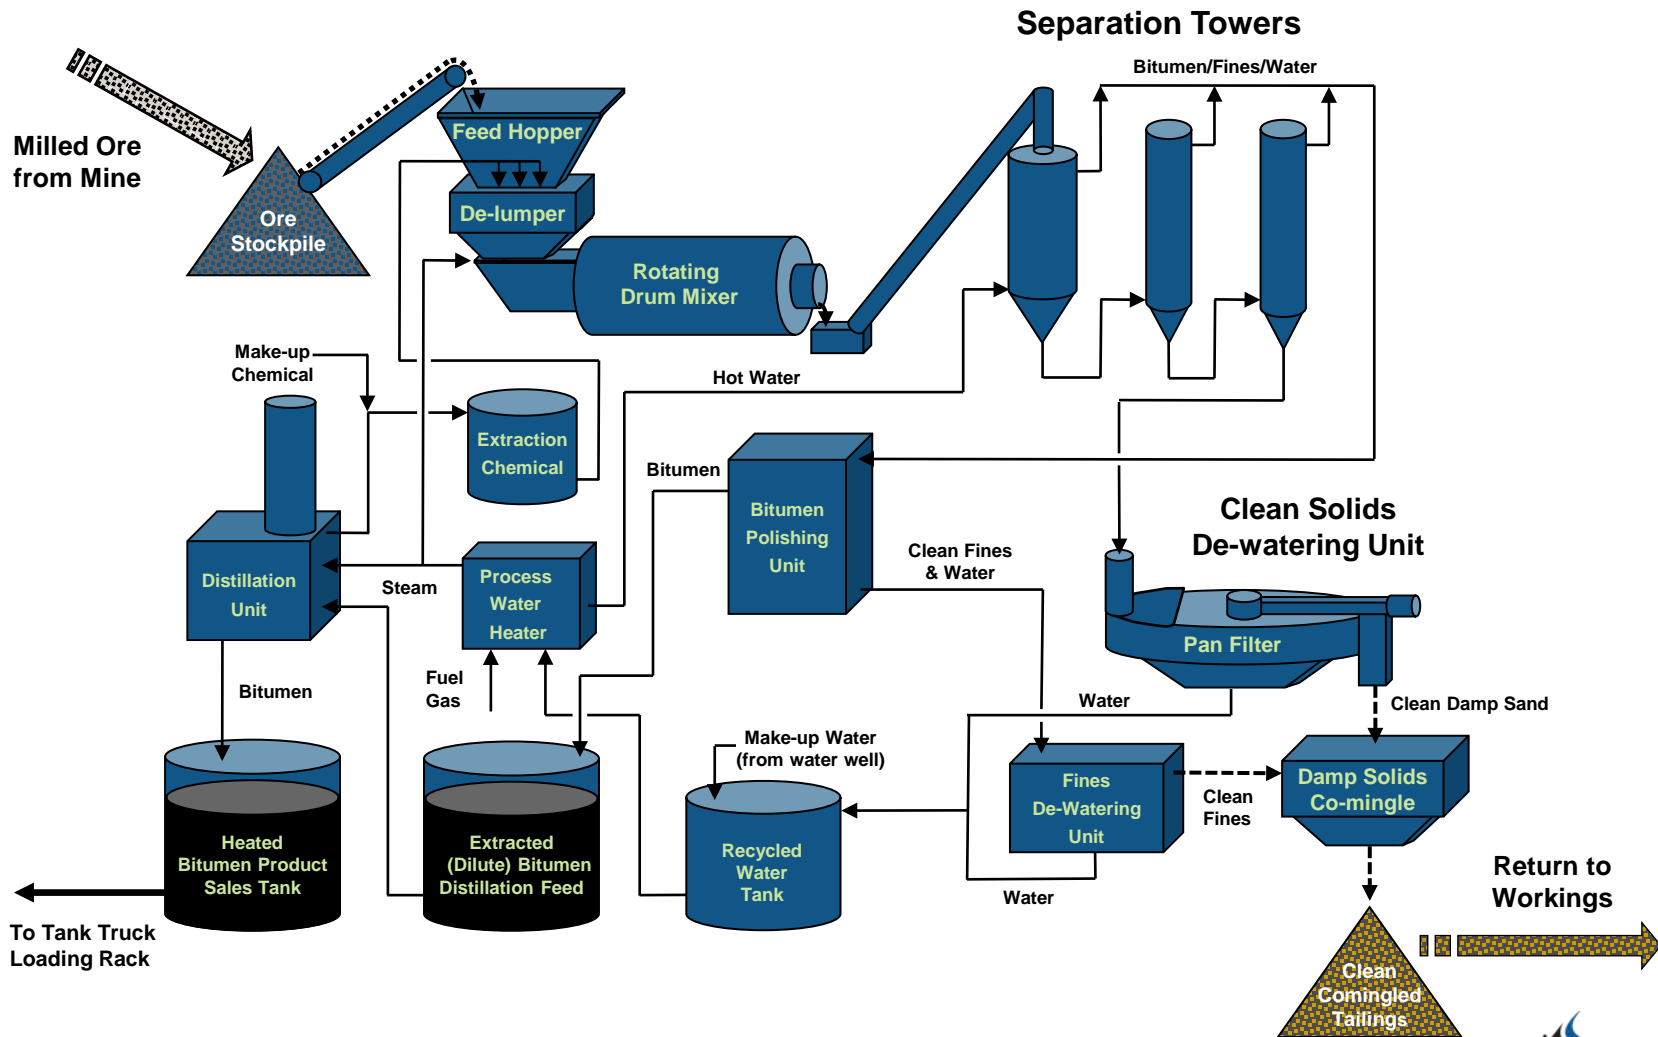 Separation Towers
Bitumen/Fines/Water
Milled Ore
from Mine
Feed Hopper
De-lumper
Ore
Stockpile
Rotating
Drum Mixer
Make-up
Chemical
Hot Water
Extraction
Chemical
Bitumen
Bitumen
Polishing
Unit
Clean Solids
De-watering Unit
Clean Fines
& Water
Distillation
Unit
Steam
Process
Water
Heater
Pan Filter
Fuel
Gas
Bitumen
Water
Clean Damp Sand
Make-up Water
(from water well)
Fines
De-Watering
Unit
Clean
Fines
Damp Solids
Co-mingle
Heated
Bitumen Product
Sales Tank
Extracted
(Dilute) Bitumen
Distillation Feed
Recycled
Water
Tank
Water
Return to
Workings
To Tank Truck
Loading Rack
Clean
Comingled
Tailings